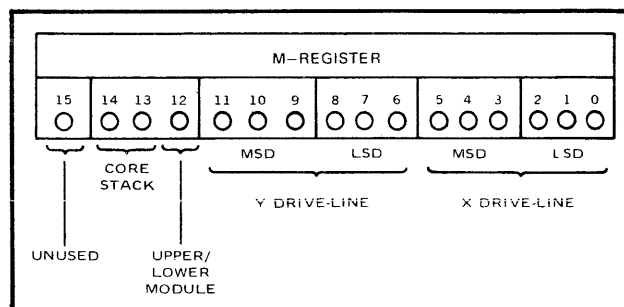 M-REGISTER
15 14 13 12 11 10 9 8 7 6 5 4 3 2 1 0
MSD LSD MSD LSD
CORE
STACK
Y DRIVE-LINE X DRIVE-LINE
UNUSED UPPER/
LOWER
MODULE